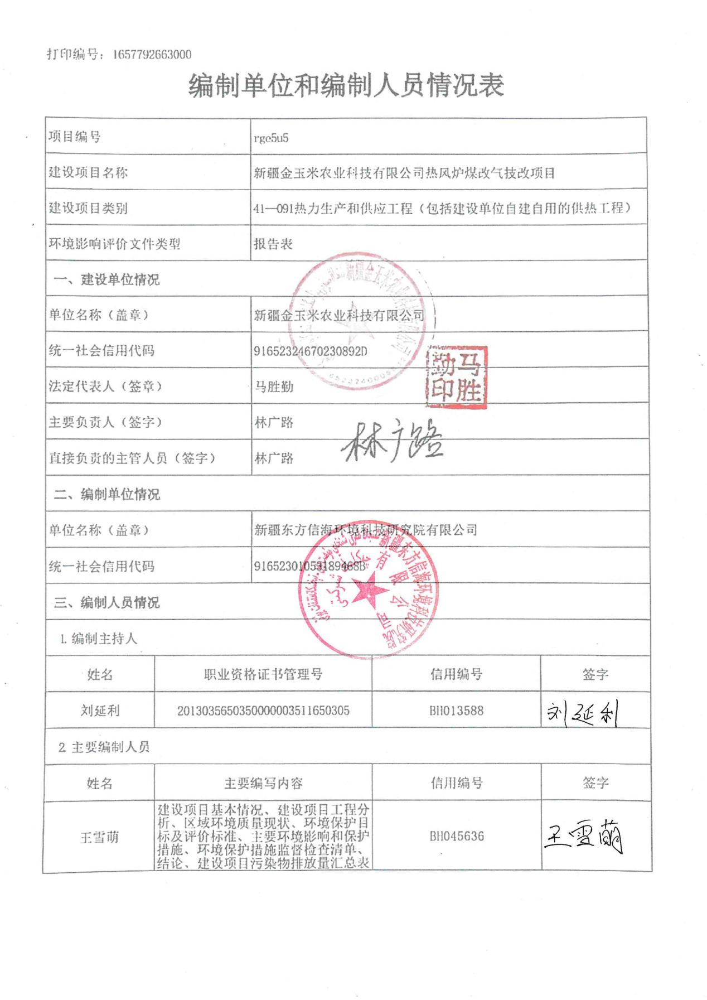 打印编号：1657792663000
编制单位和编制人员情况表
项目编号 rge5u5
建设项目名称 新疆金玉米农业科技有限公司热风炉煤改气技改项目
建设项目类别 41—091热力生产和供应工程（包括建设单位自建自用的供热工程）
环境影响评价文件类型 报告表
一、建设单位情况
单位名称（盖章） 新疆金玉米农业科技有限公司
统一社会信用代码 91652324670230892D
法定代表人（签章） 马胜勤
马胜勤印
主要负责人（签字） 林广路
林广路
直接负责的主管人员（签字） 林广路
二、编制单位情况
单位名称（盖章） 新疆东方信海环境科技研究院有限公司
统一社会信用代码 91652301053189468B
新疆东方信海环境科技研究院
有限公司
三、编制人员情况
1. 编制主持人
姓名 职业资格证书管理号 信用编号 签字
刘延利 2013035650350000003511650305 BH013588 刘延利
2. 主要编制人员
姓名 主要编写内容 信用编号 签字
建设项目基本情况、建设项目工程分
析、区域环境质量现状、环境保护目
王雪萌 标及评价标准、主要环境影响和保护 BH045636 王雪萌
措施、环境保护措施监督检查清单、
结论、建设项目污染物排放量汇总表